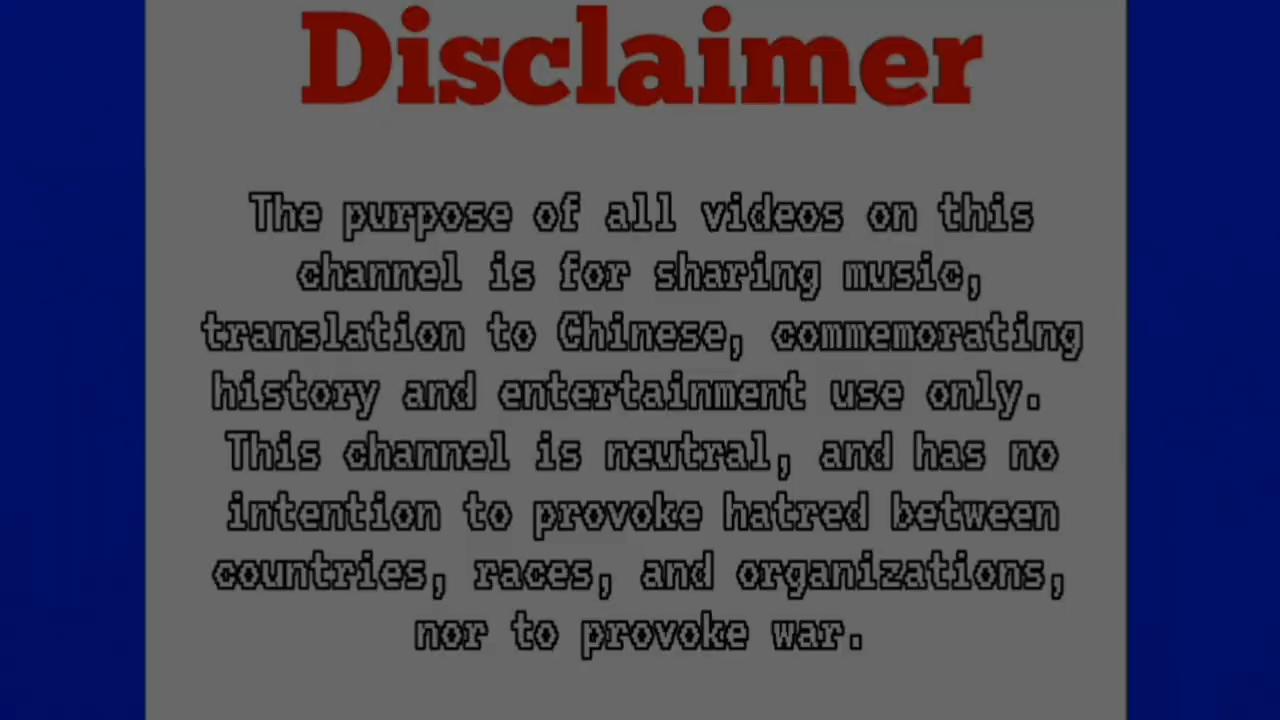 Disclaimer
The purpose of all videos on this
channel is for sharing music,
translation to Chinese, commemorating
history and entertainment use only.
This channel is neutral, and has no
intention to provoke hatred between
countries, races, and organizations,
nor to provoke war.